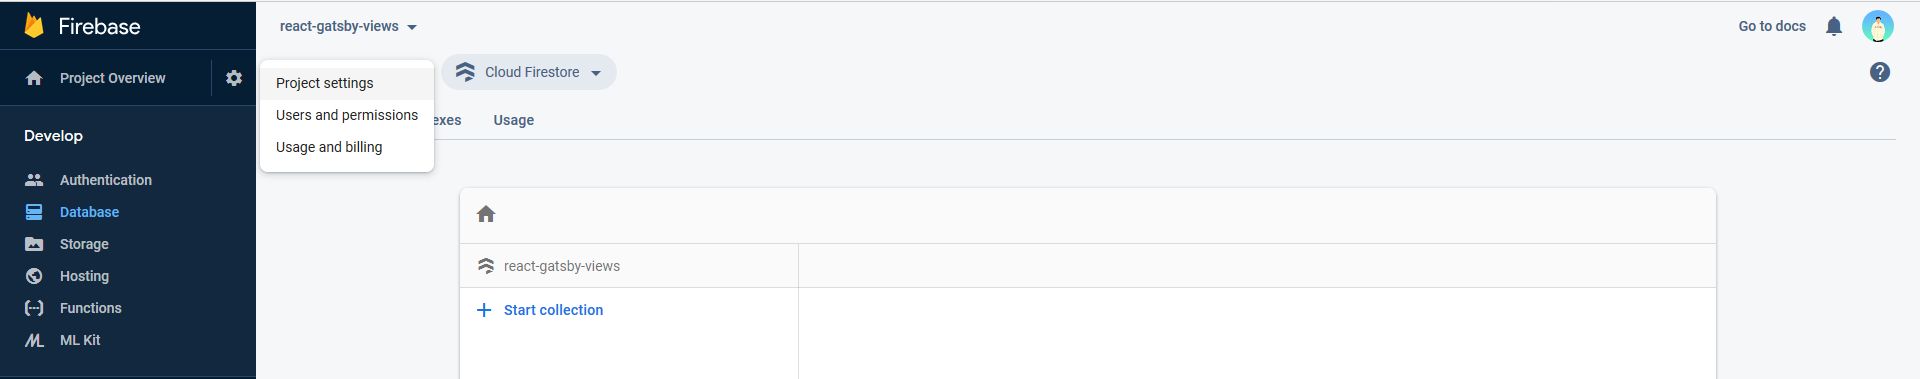 Firebase
react-gatsby-views
Go to docs
Project Overview
Project settings
Users and permissions
Usage and billing
Cloud Firestore
exes
Usage
Develop
Authentication
Database
Storage
Hosting
Functions
ML Kit
react-gatsby-views
Start collection